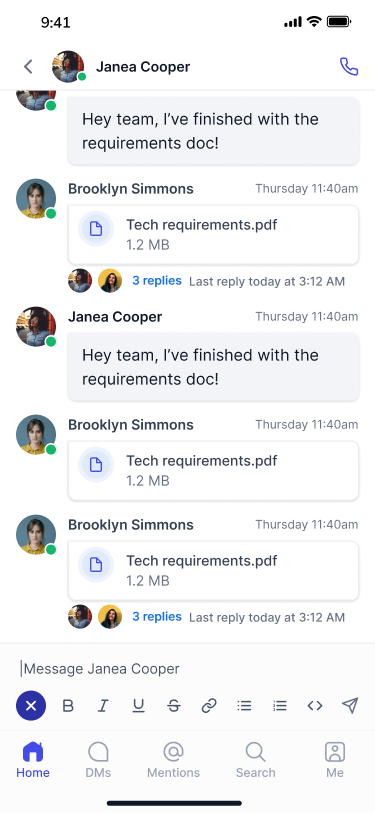 9:41
Janea Cooper
Hey team, I’ve finished with the
requirements doc!
Brooklyn Simmons Thursday 11:40am
Tech requirements.pdf
1.2 MB
3 replies Last reply today at 3:12 AM
Janea Cooper Thursday 11:40am
Hey team, I’ve finished with the
requirements doc!
Brooklyn Simmons Thursday 11:40am
Tech requirements.pdf
1.2 MB
Brooklyn Simmons Thursday 11:40am
Tech requirements.pdf
1.2 MB
3 replies Last reply today at 3:12 AM
Message Janea Cooper
B I U S
Home DMs Mentions Search Me